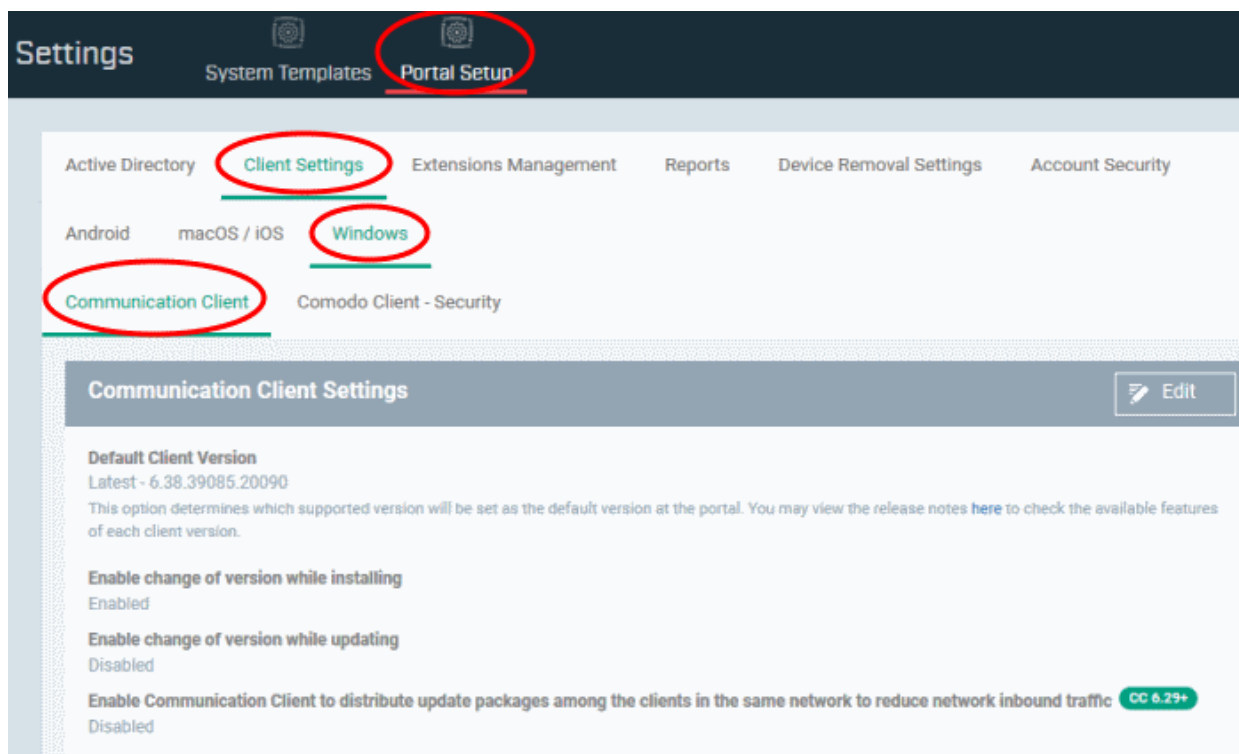 Settings
System Templates
Portal Setup
Active Directory
Client Settings
Extensions Management
Reports
Device Removal Settings
Account Security
Android
macOS / iOS
Windows
Communication Client
Comodo Client - Security
Communication Client Settings
Edit
Default Client Version
Latest - 6.38.39085.20090
This option determines which supported version will be set as the default version at the portal. You may view the release notes here to check the available features
of each client version.
Enable change of version while installing
Enabled
Enable change of version while updating
Disabled
Enable Communication Client to distribute update packages among the clients in the same network to reduce network inbound traffic CC 6.29+
Disabled